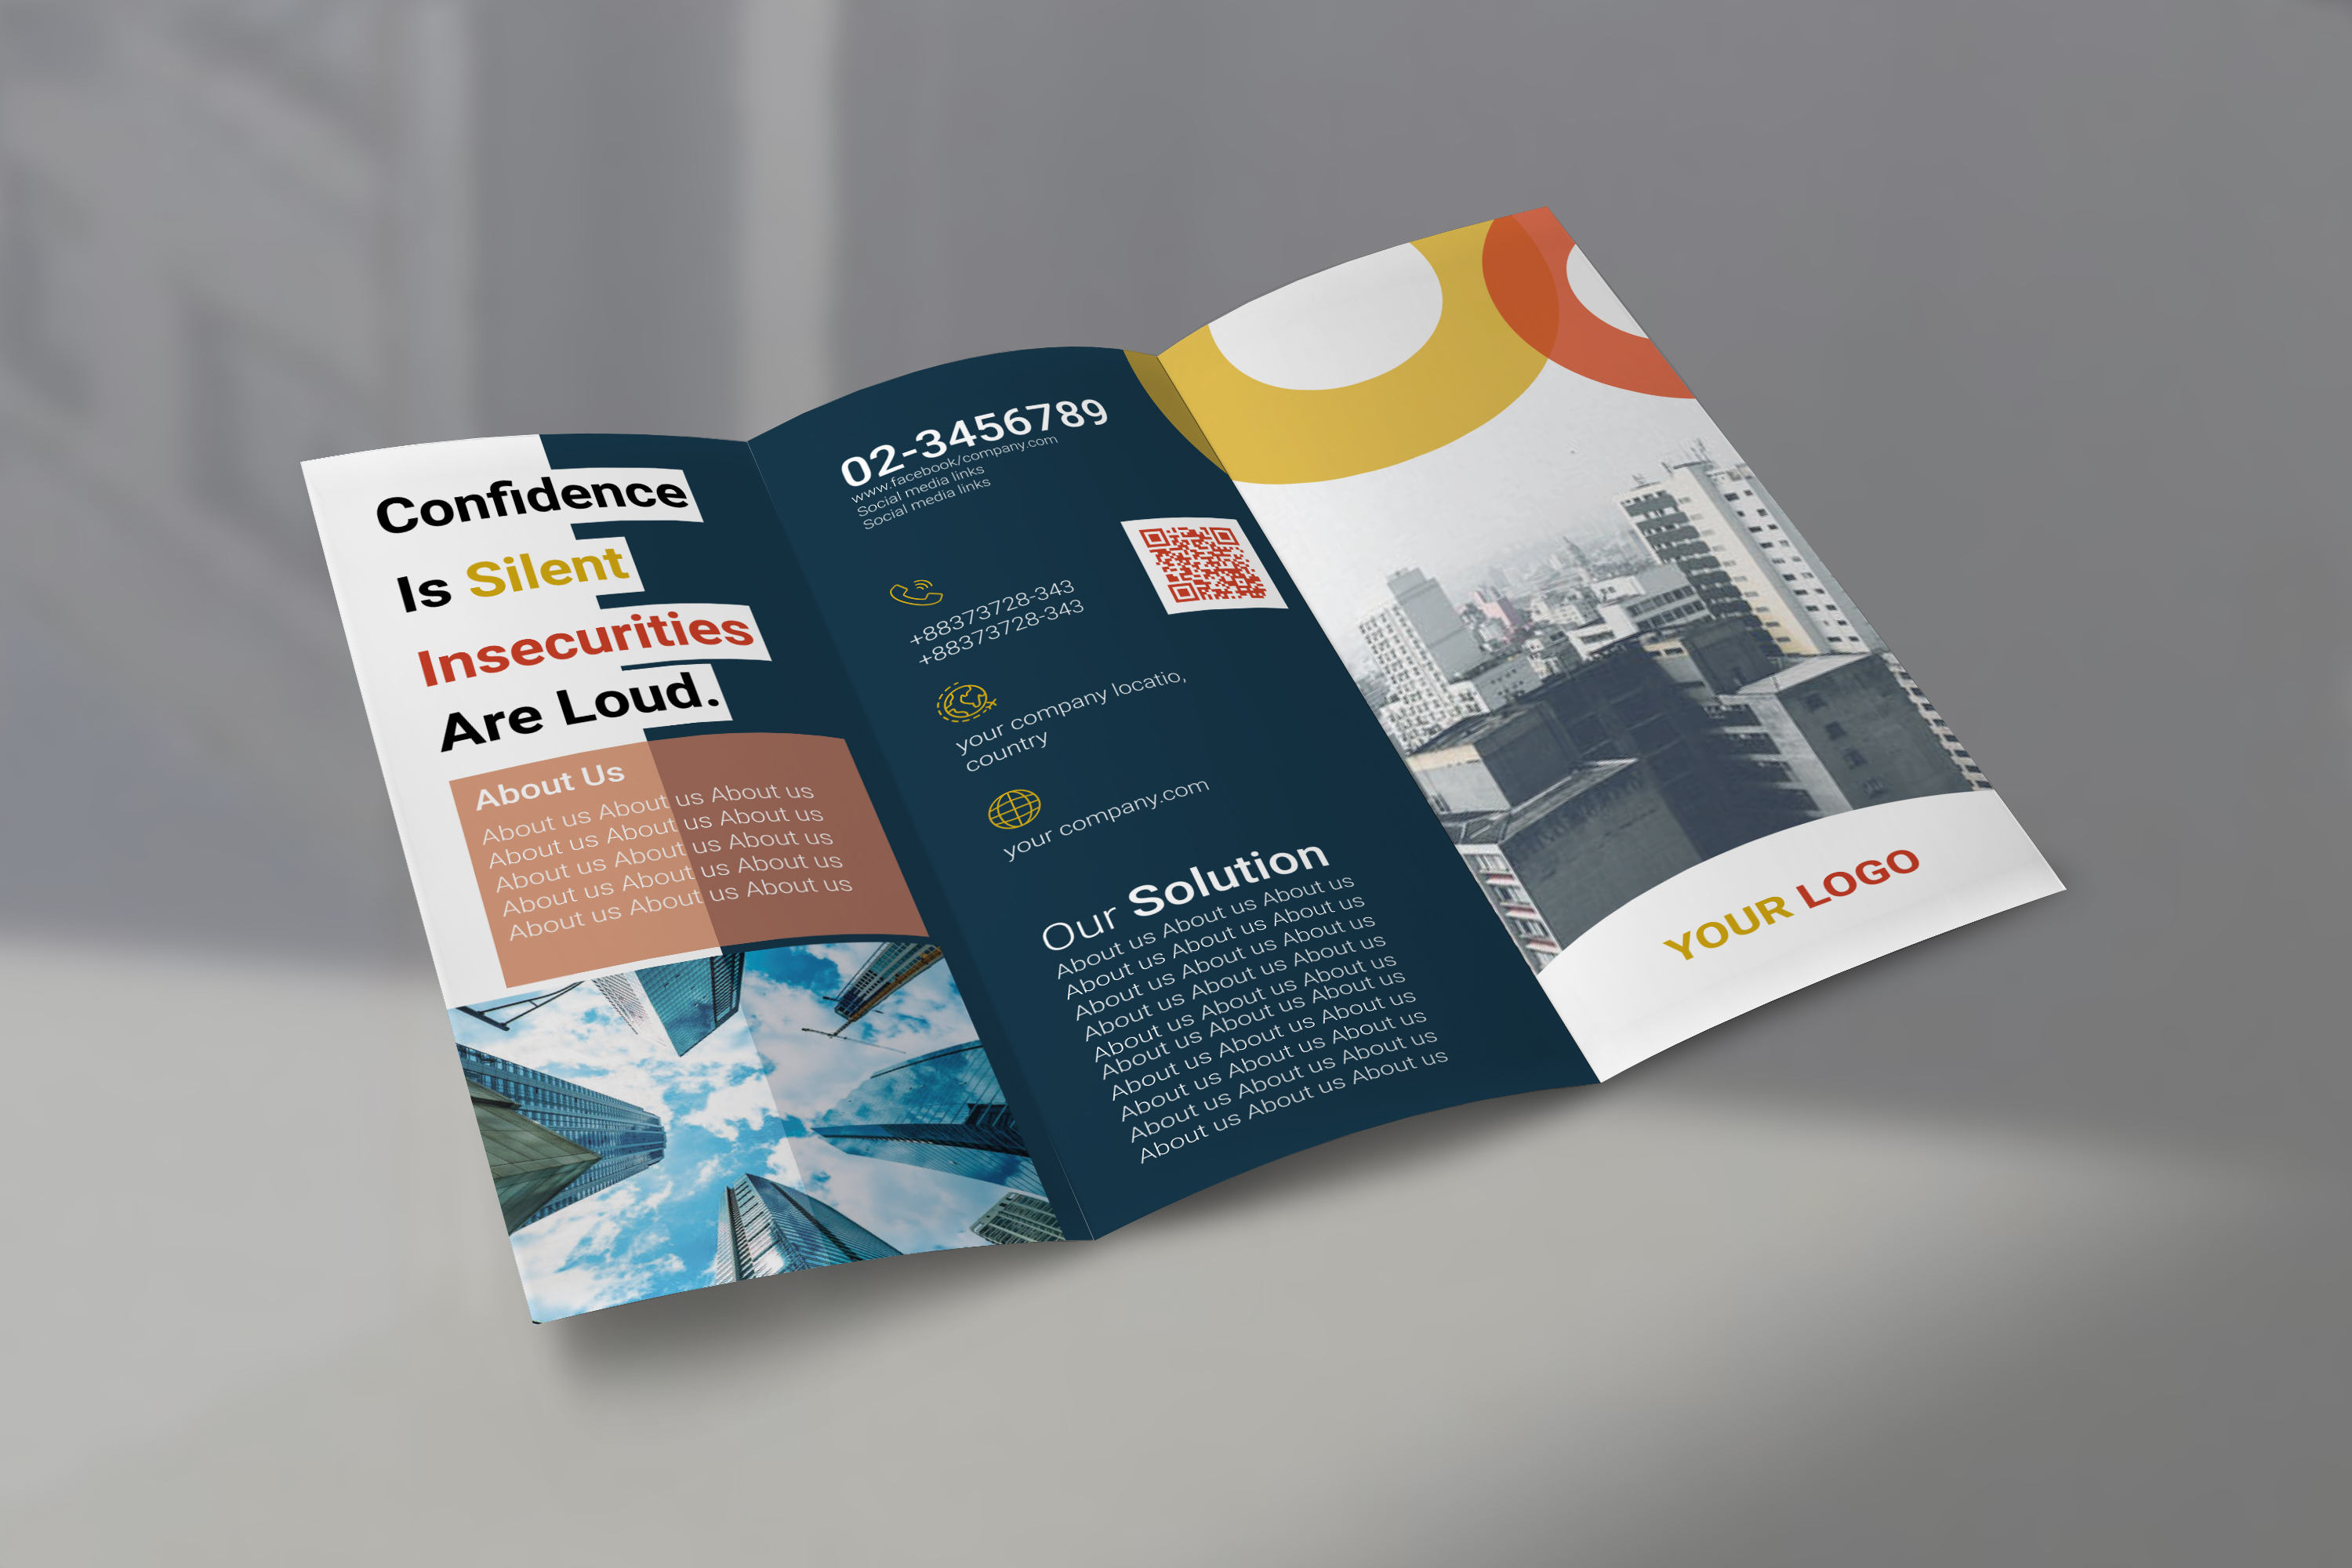 Confidence
Is Silent
Insecurities
Are Loud.
About Us
About us About us About us
About us About us About us
About us About us About us
About us About us About us
About us About us About us
02-3456789
www.facebook/company.com
Social media links
Social media links
+88373728-343
+88373728-343
your company locatio,
country
your company.com
Our Solution
About us About us About us
About us About us About us
About us About us About us
About us About us About us
About us About us About us
About us About us About us
About us About us About us
About us About us About us
About us About us About us
About us About us About us
YOUR LOGO